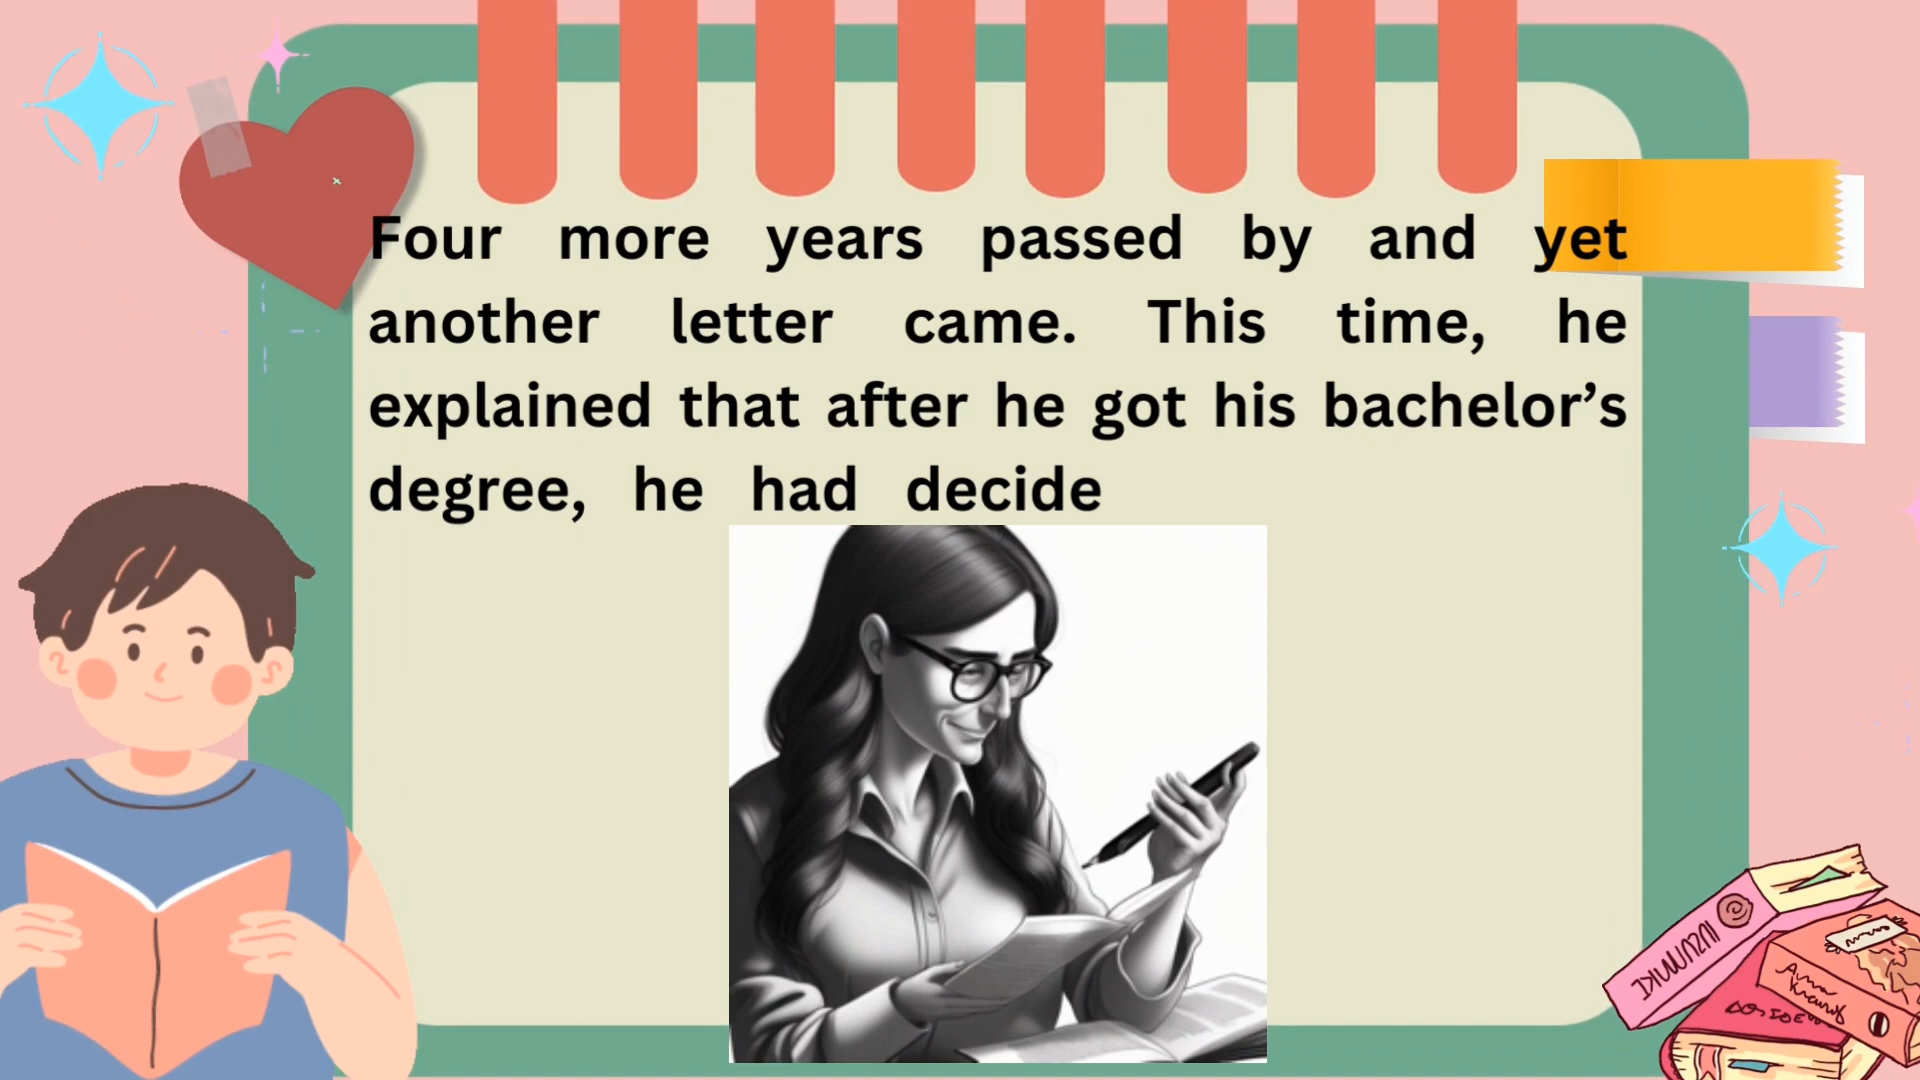 Four more years passed by and yet
another letter came. This time, he
explained that after he got his bachelor’s
degree, he had decide